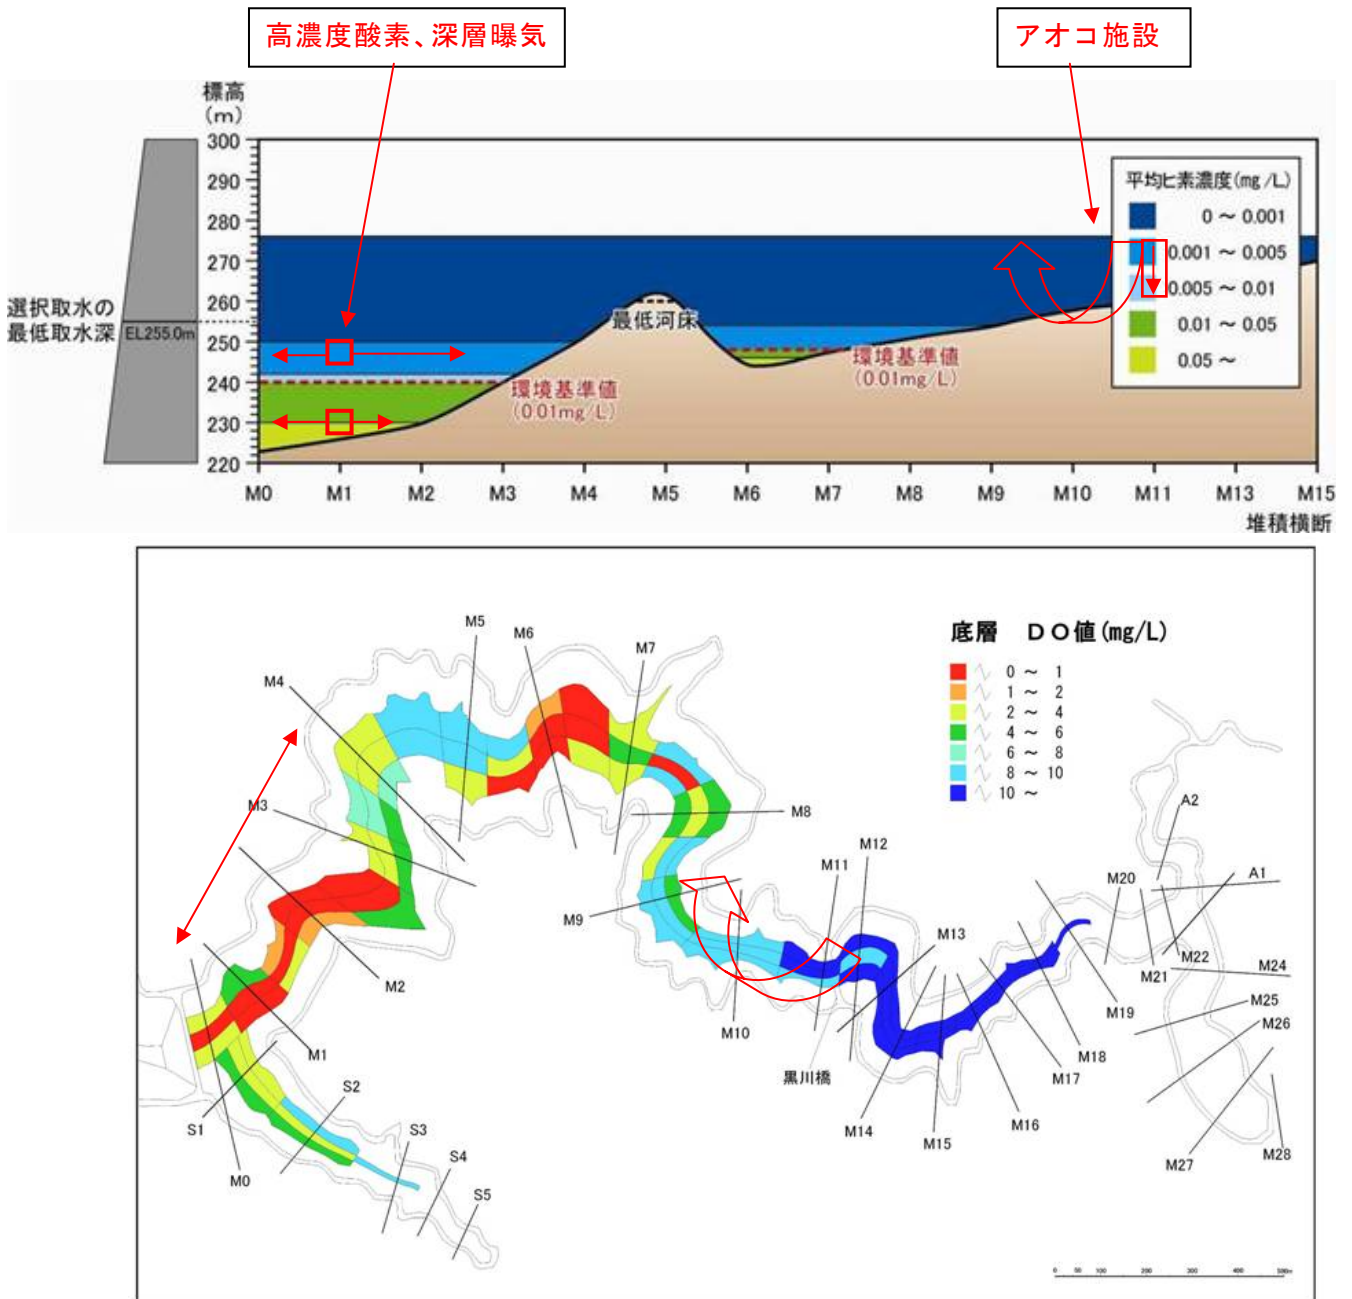 高濃度酸素、深層曝気
アオコ施設
標高
(m)
300
290
280
270
260
250
240
230
220
選択取水の
最低取水深
EL255.0m
最低河床
環境基準値
(0.01mg/L)
環境基準値
(0.01mg/L)
平均ヒ素濃度(mg/L)
0 ～ 0.001
0.001 ～ 0.005
0.005 ～ 0.01
0.01 ～ 0.05
0.05 ～
M0 M1 M2 M3 M4 M5 M6 M7 M8 M9 M10 M11 M13 M15
堆積横断
底層 DO値(mg/L)
0 ～ 1
1 ～ 2
2 ～ 4
4 ～ 6
6 ～ 8
8 ～ 10
10 ～
M5
M6
M7
M4
M3
M8
A2
M12
M11
M20
A1
M9
M13
M22
M24
M21
M2
M25
M19
M10
M26
M1
M18
黒川橋
M17
S2
S1
M16
S3
M14
M15
M28
S4
M27
M0
S5
0 50 100 200 300 400 500m